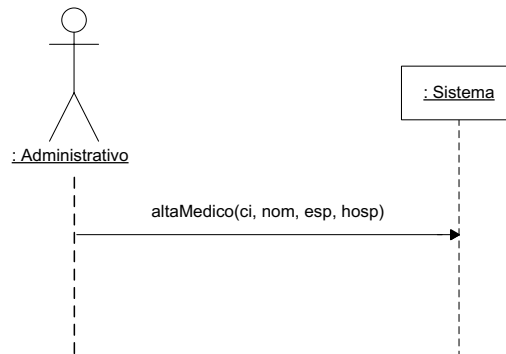 : Sistema
: Administrativo
altaMedico(ci, nom, esp, hosp)